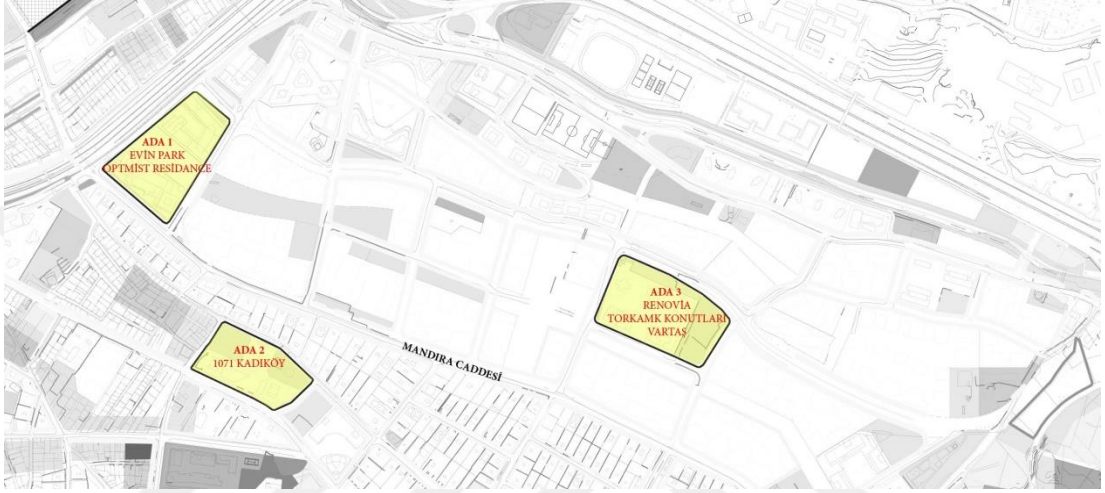 ADA 1
EVİN PARK
OPTMİST RESİDANCE
ADA 2
1071 KADIKÖY
MANDIRA CADDESİ
ADA 3
RENOVİA
TORKAMK KONUTLARI
VARTAŞ